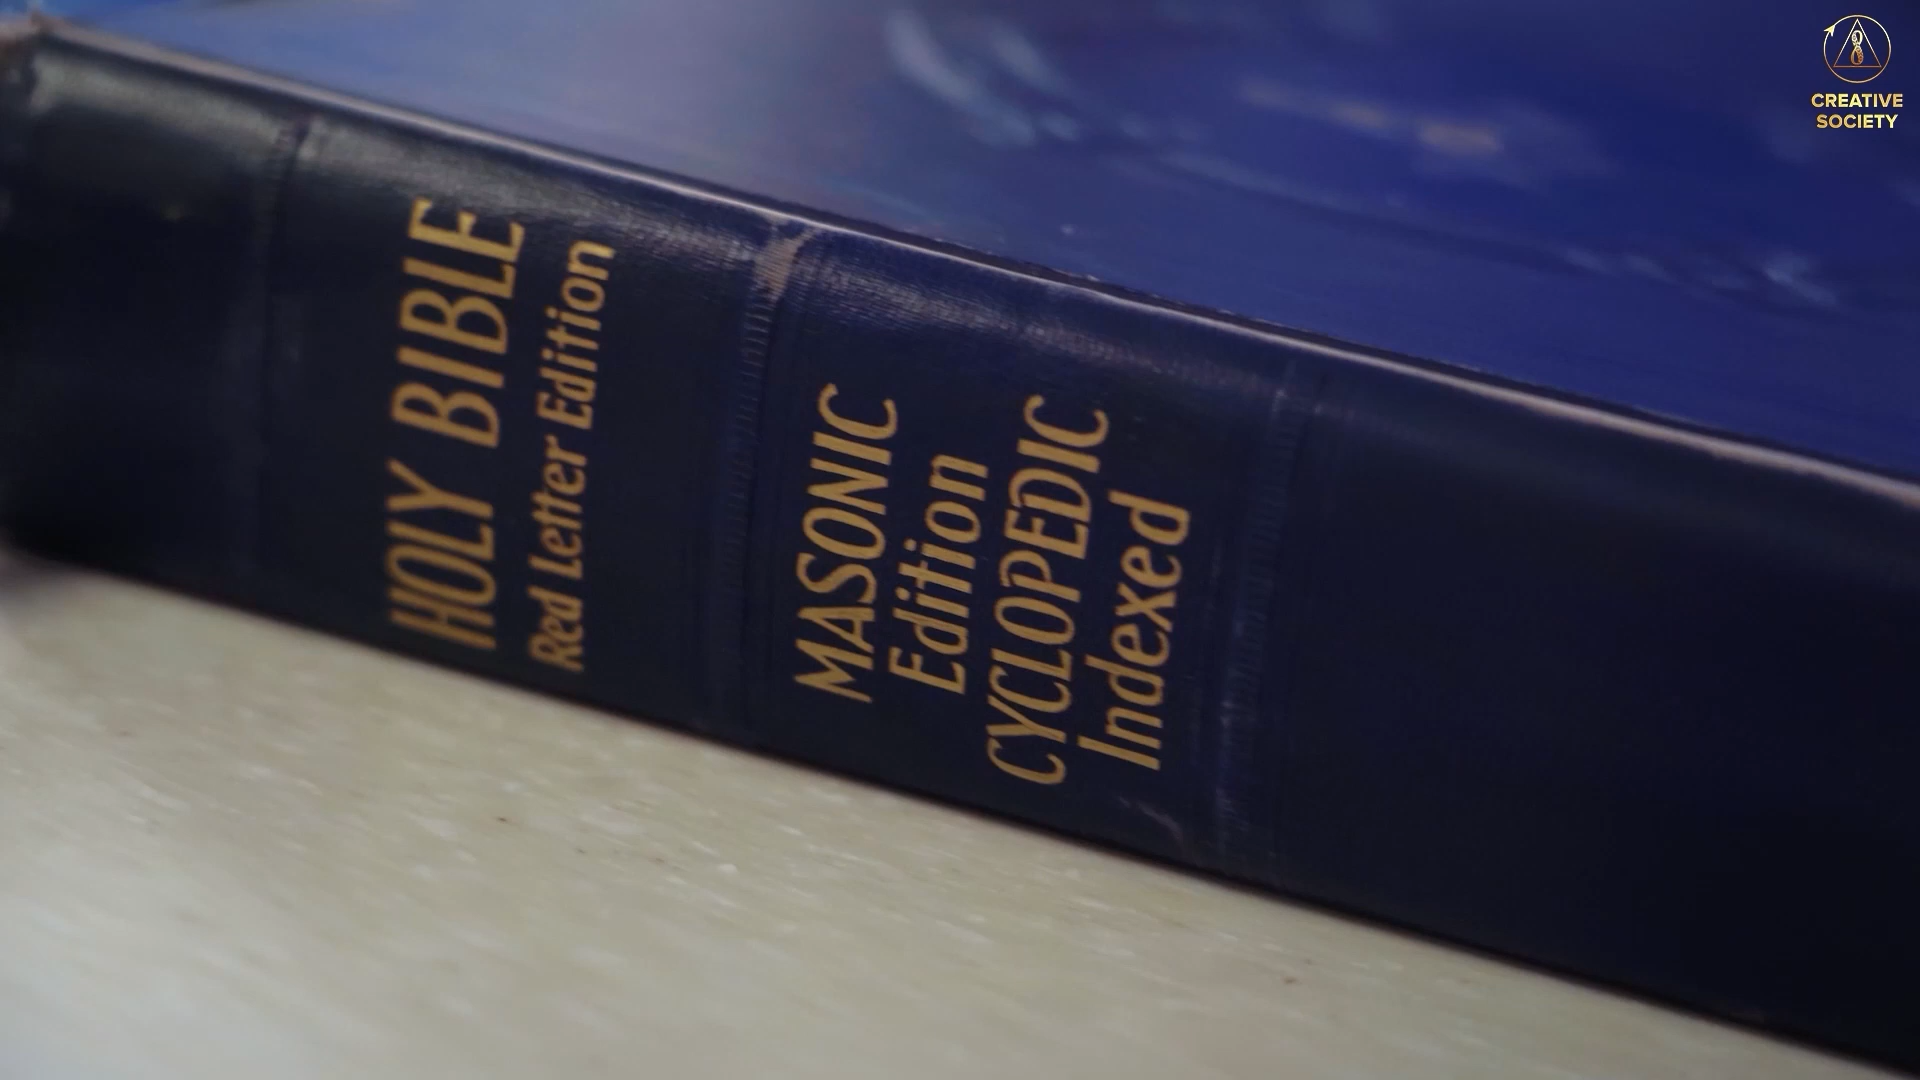 HOLY BIBLE
Red Letter Edition
MASONIC
Edition
CYCLOPEDIC
Indexed
CREATIVE
SOCIETY